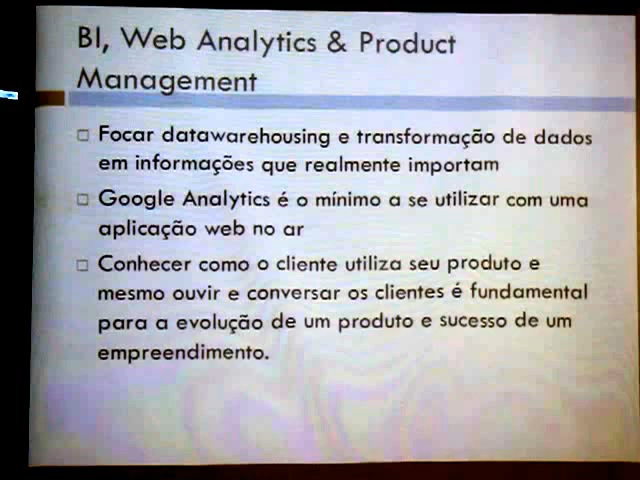 BI, Web Analytics & Product
Management
Focar datawarehousing e transformação de dados
em informações que realmente importam
Google Analytics é o mínimo a se utilizar com uma
aplicação web no ar
Conhecer como o cliente utiliza seu produto e
mesmo ouvir e conversar os clientes é fundamental
para a evolução de um produto e sucesso de um
empreendimento.